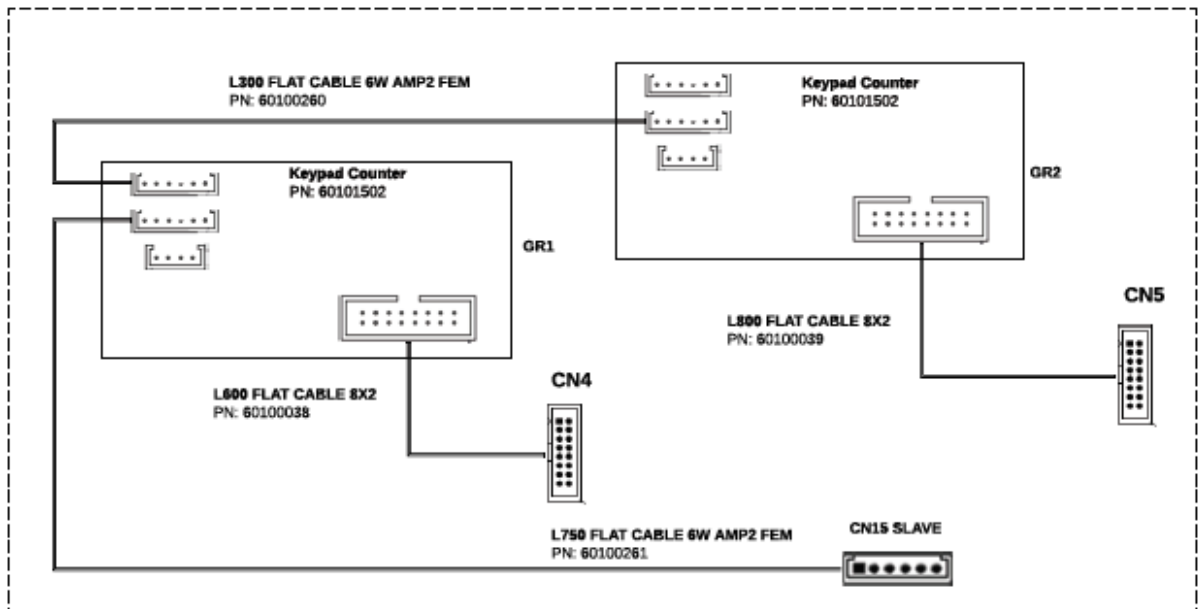 L300 FLAT CABLE 6W AMP2 FEM
PN: 60100260
Keypad Counter
PN: 60101502
GR2
Keypad Counter
PN: 60101502
GR1
CN5
L800 FLAT CABLE 8X2
PN: 60100039
L600 FLAT CABLE 8X2
PN: 60100038
CN4
L750 FLAT CABLE 6W AMP2 FEM
PN: 60100261
CN15 SLAVE